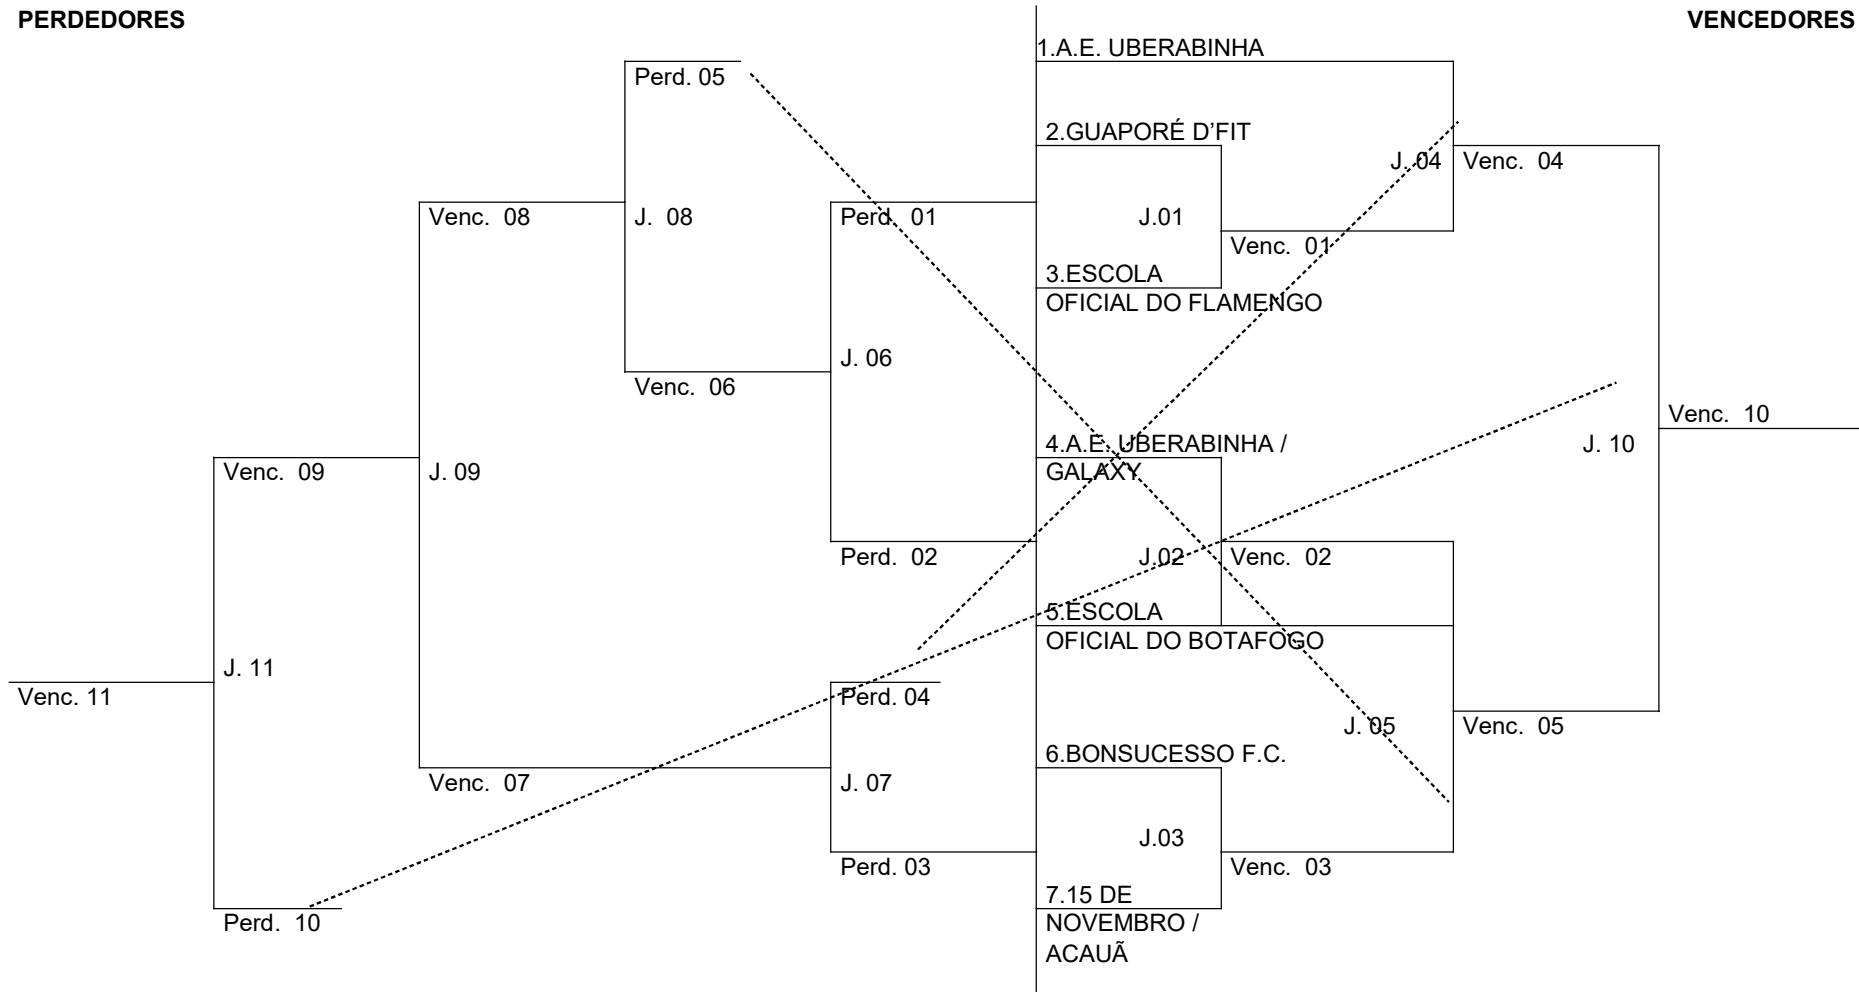 PERDEDORES
VENCEDORES
1.A.E. UBERABINHA
Perd. 05
2.GUAPORÉ D’FIT
J. 04
Venc. 04
Venc. 08
J. 08
Perd. 01
J.01
Venc. 01
3.ESCOLA
OFICIAL DO FLAMENGO
J. 06
Venc. 06
Venc. 10
4.A.E. UBERABINHA /
GALAXY
J. 10
Venc. 09
J. 09
Perd. 02
J.02
Venc. 02
5.ESCOLA
OFICIAL DO BOTAFOGO
J. 11
Venc. 11
Perd. 04
J. 05
Venc. 05
6.BONSUCESSO F.C.
Venc. 07
J. 07
J.03
Perd. 03
Venc. 03
7.15 DE
NOVEMBRO /
ACAUÃ
Perd. 10